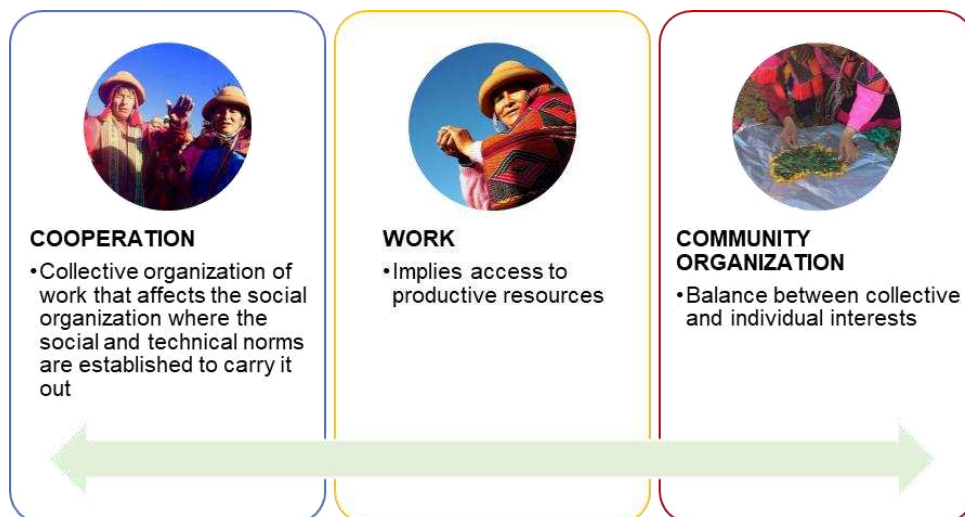 COOPERATION
•Collective organization of
work that affects the social
organization where the
social and technical norms
are established to carry it
out
WORK
•Implies access to
productive resources
COMMUNITY
ORGANIZATION
•Balance between collective
and individual interests